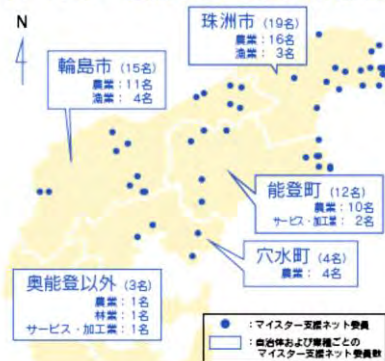 N
珠洲市 (19名)
農業：16名
漁業： 3名
輪島市 (15名)
農業：11名
漁業： 4名
能登町 (12名)
農業：10名
サービス・加工業： 2名
穴水町 (4名)
農業： 4名
奥能登以外 (3名)
農業：1名
林業：1名
サービス・加工業：1名
：マイスター支援ネット委員
：自治体および業種ごとの
マイスター支援ネット委員数